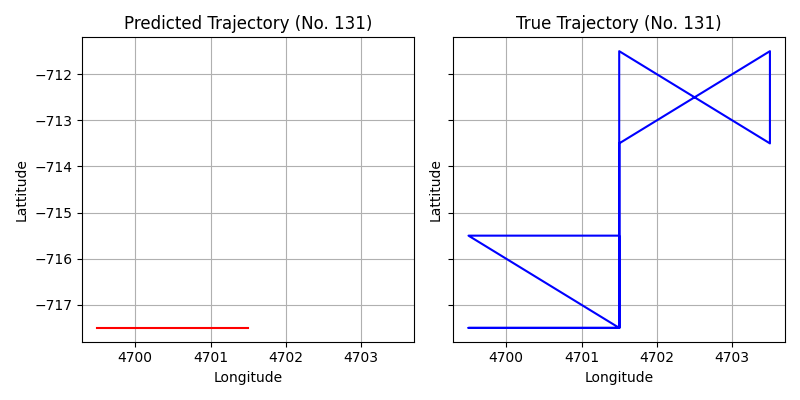 Predicted Trajectory (No. 131)
True Trajectory (No. 131)
Lattitude
−712
−713
−714
−715
−716
−717
4700
4701
4702
4703
Longitude
Lattitude
4700
4701
4702
4703
Longitude